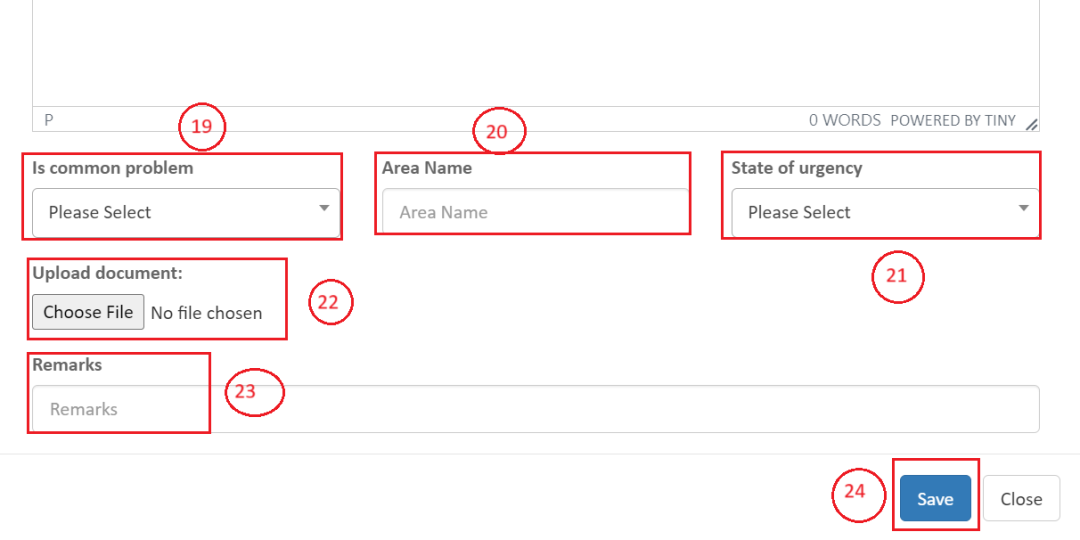 P
0 WORDS POWERED BY TINY
19
20
Is common problem
Area Name
State of urgency
Please Select
Area Name
Please Select
21
Upload document:
Choose File No file chosen
22
Remarks
23
Remarks
24
Save
Close